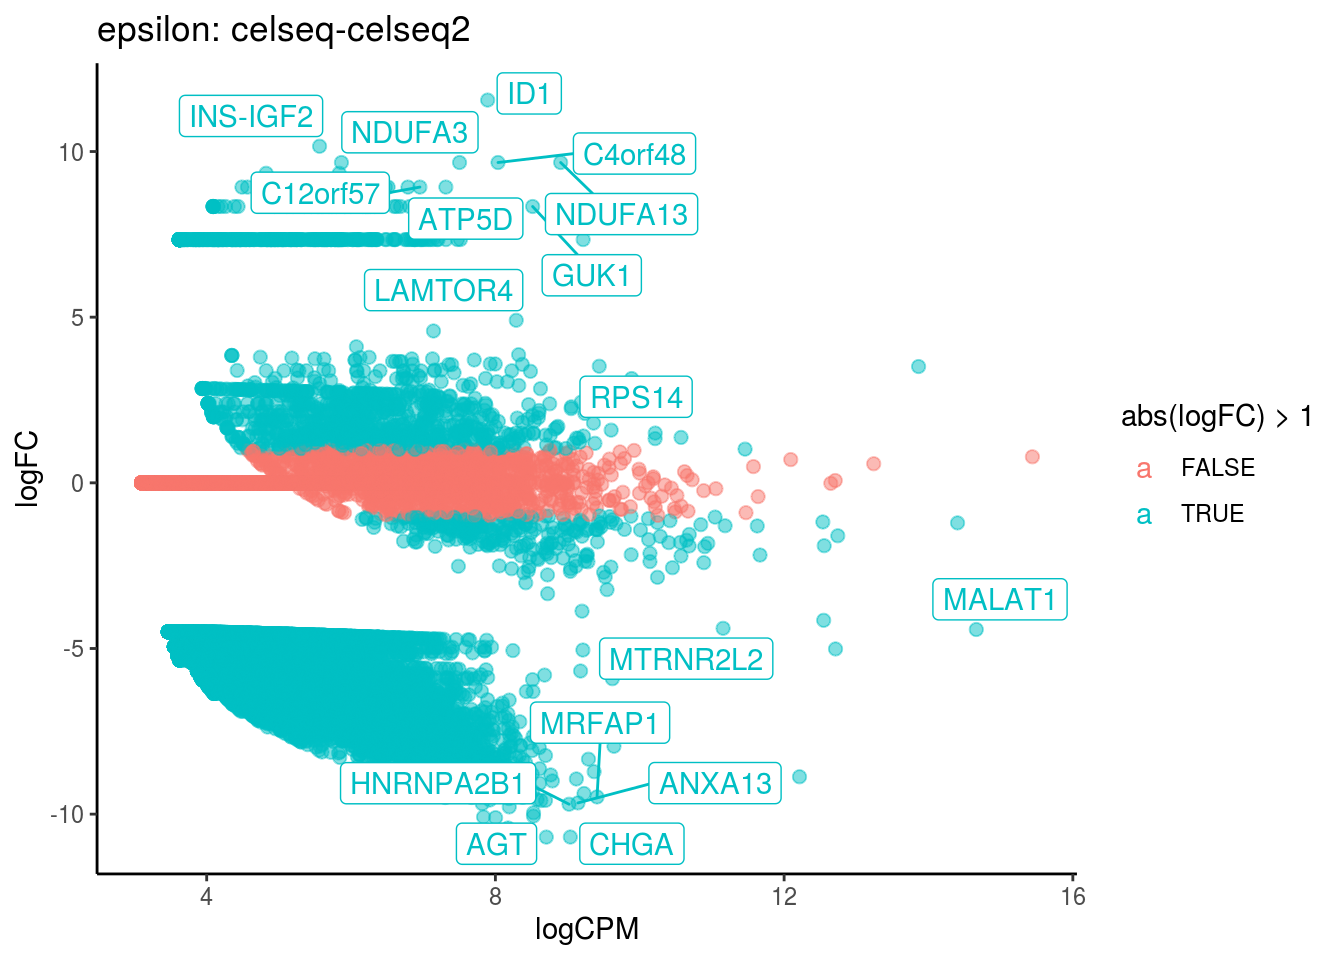 epsilon: celseq-celseq2
ID1
INS-IGF2
NDUFA3
C4orf48
C12orf57
ATP5D
NDUFA13
GUK1
LAMTOR4
RPS14
MALAT1
MTRNR2L2
MRFAP1
HNRNPA2B1
ANXA13
AGT
CHGA
10
5
0
-5
-10
logFC
4
8
12
16
logCPM
abs(logFC) > 1
a FALSE
a TRUE